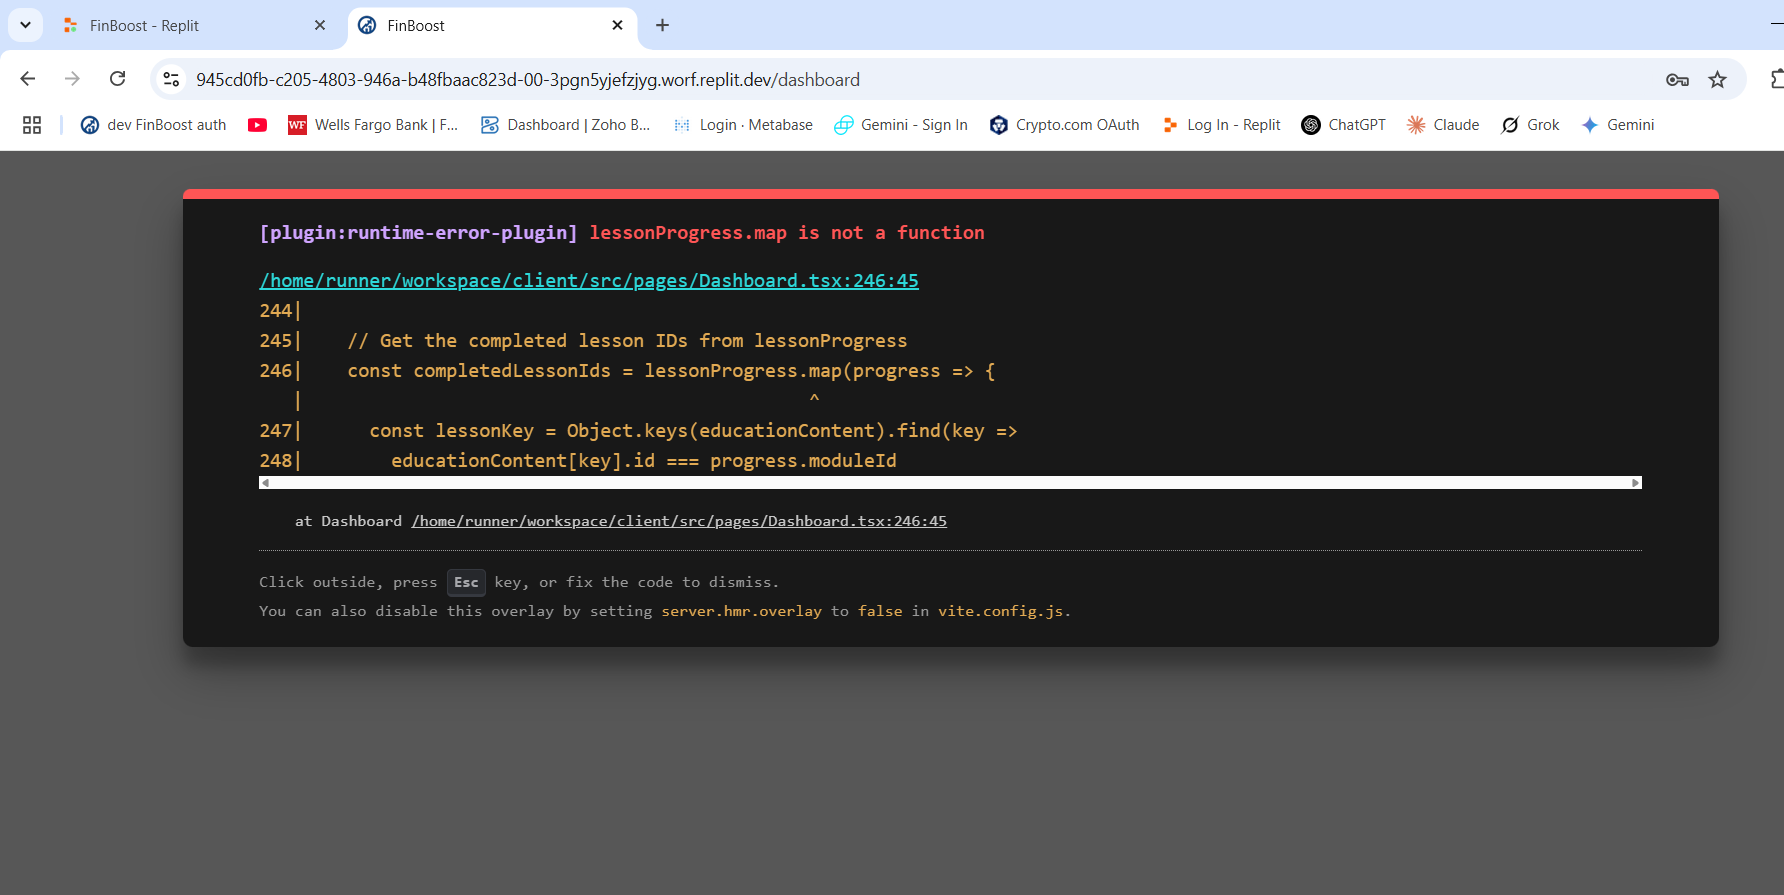 FinBoost - Replit
FinBoost
945cd0fb-c205-4803-946a-b48fbaac823d-00-3pgn5yjefzjyg.worf.replit.dev/dashboard
dev FinBoost auth
WF Wells Fargo Bank | F...
Dashboard | Zoho B...
Login · Metabase
Gemini - Sign In
Crypto.com OAuth
Log In - Replit
ChatGPT
Claude
Grok
Gemini
[plugin:runtime-error-plugin] lessonProgress.map is not a function
/home/runner/workspace/client/src/pages/Dashboard.tsx:246:45
244|
245|    // Get the completed lesson IDs from lessonProgress
246|    const completedLessonIds = lessonProgress.map(progress => {
   |                                              ^
247|      const lessonKey = Object.keys(educationContent).find(key =>
248|        educationContent[key].id === progress.moduleId
at Dashboard /home/runner/workspace/client/src/pages/Dashboard.tsx:246:45
Click outside, press Esc key, or fix the code to dismiss.
You can also disable this overlay by setting server.hmr.overlay to false in vite.config.js.